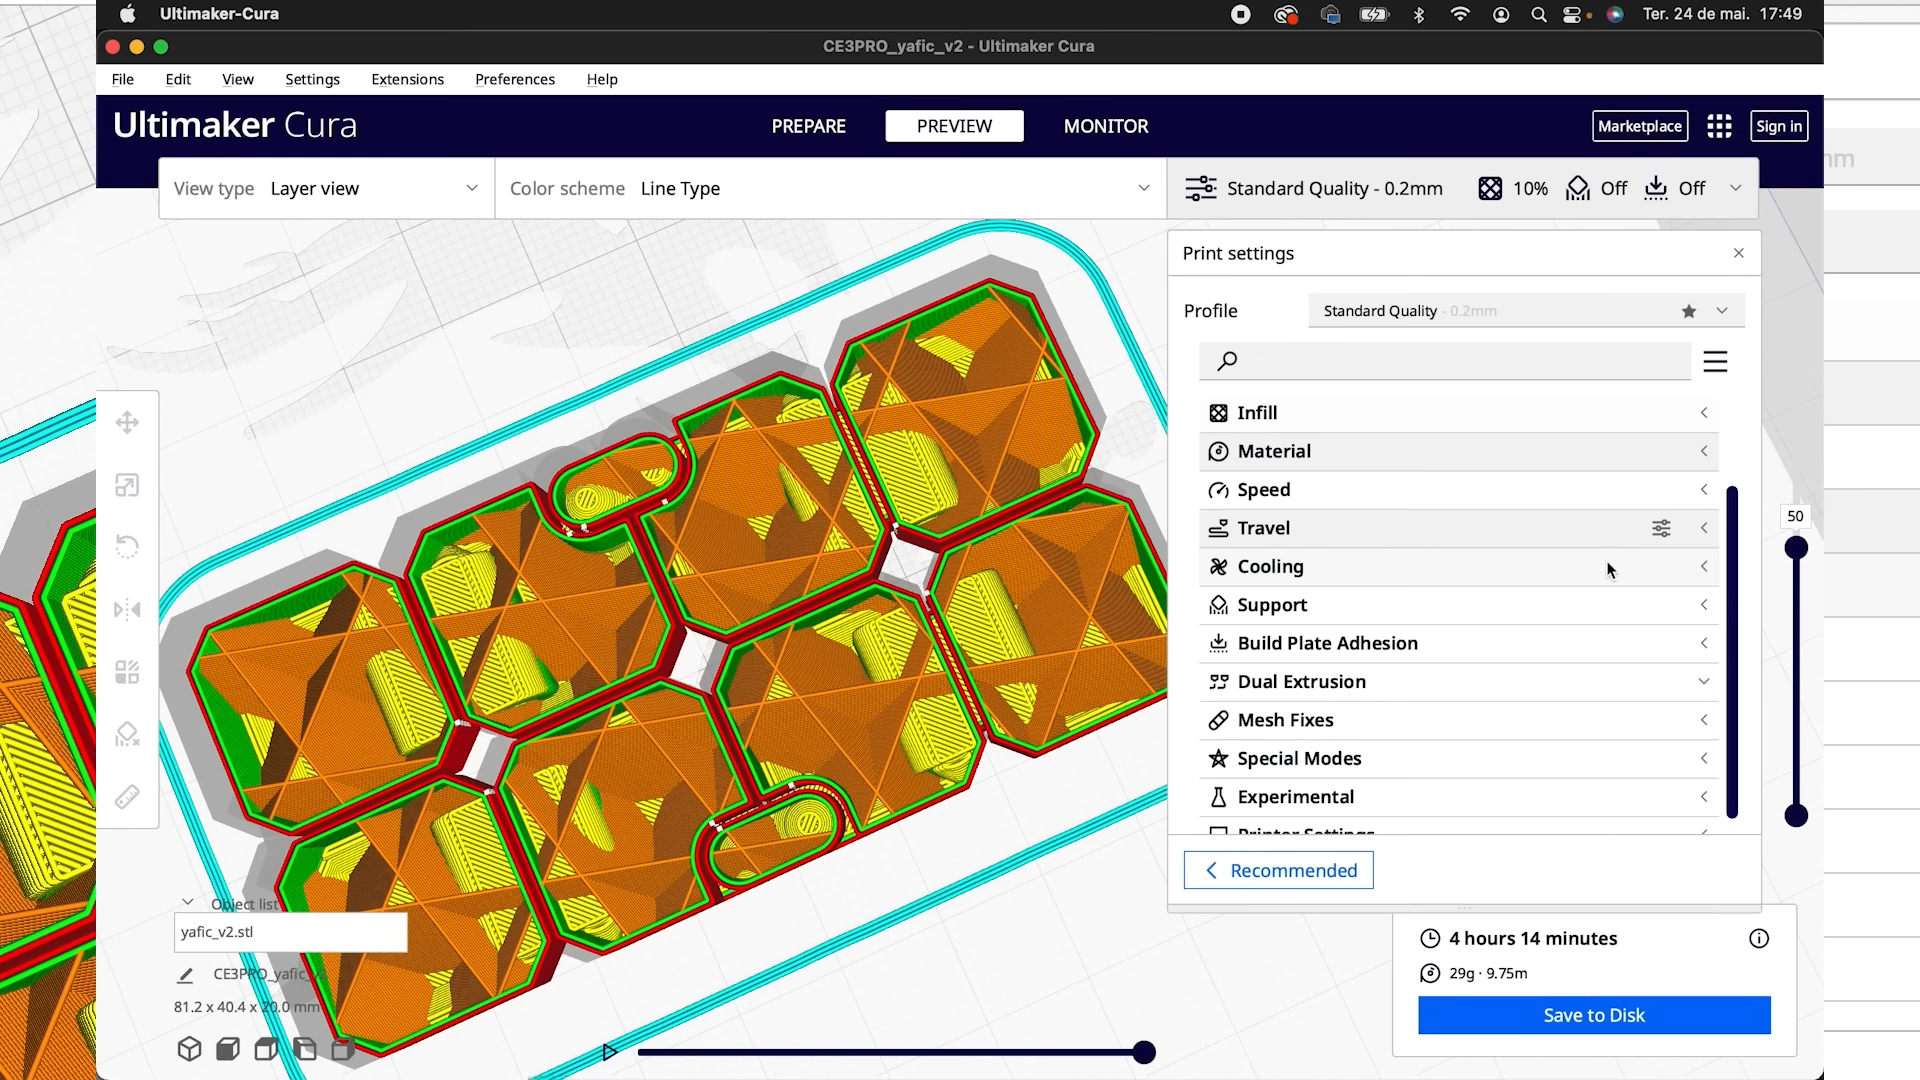 Ultimaker-Cura
Ter. 24 de mai. 17:49
CE3PRO_yafic_v2 - Ultimaker Cura
File Edit View Settings Extensions Preferences Help
Ultimaker Cura
PREPARE PREVIEW MONITOR
Marketplace
Sign in
View type Layer view
Color scheme Line Type
Standard Quality - 0.2mm 10% Off Off
Print settings
Profile
Standard Quality - 0.2mm
Infill
Material
Speed
Travel
Cooling
Support
Build Plate Adhesion
Dual Extrusion
Mesh Fixes
Special Modes
Experimental
Printer Settings
Recommended
50
Object list
yafic_v2.stl
CE3PRO_yafic_v2
81.2 x 40.4 x 20.0 mm
4 hours 14 minutes
29g · 9.75m
Save to Disk